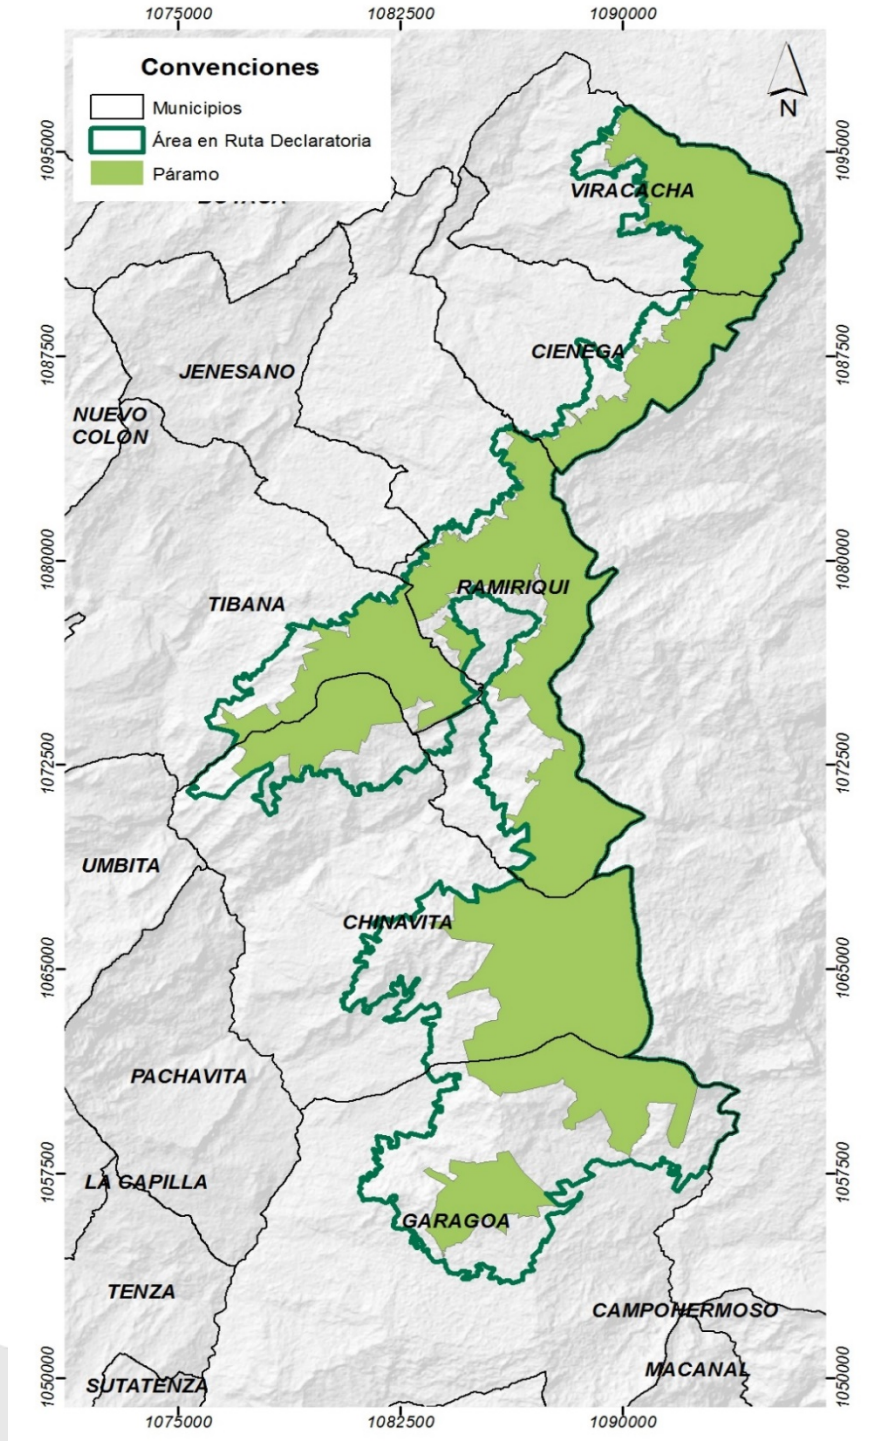 1075000 1082500 1090000
Convenciones
Municipios
Área en Ruta Declaratoria
Páramo
N
1095000 1095000
VIRACACHA
1087500 1087500
CIENEGA
JENESANO
NUEVO
COLÓN
1080000 1080000
RAMIRIQUI
TIBANA
1072500 1072500
UMBITA
CHINAVITA
1065000 1065000
PACHAVITA
1057500 1057500
LA CAPILLA
GARAGOA
TENZA
CAMPOHERMOSO
MACANAL
1050000 1050000
SUTATENZA
1075000 1082500 1090000